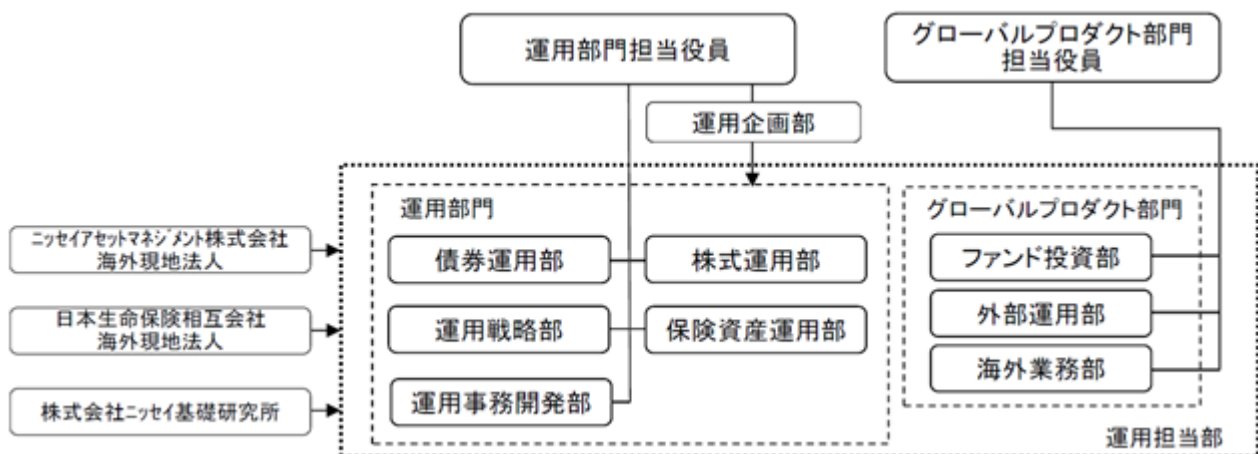 運用部門担当役員
グローバルプロダクト部門
担当役員
運用企画部
運用部門
グローバルプロダクト部門
ニッセイアセットマネジメント株式会社
海外現地法人
債券運用部
株式運用部
ファンド投資部
日本生命保険相互会社
海外現地法人
運用戦略部
保険資産運用部
外部運用部
海外業務部
株式会社ニッセイ基礎研究所
運用事務開発部
運用担当部